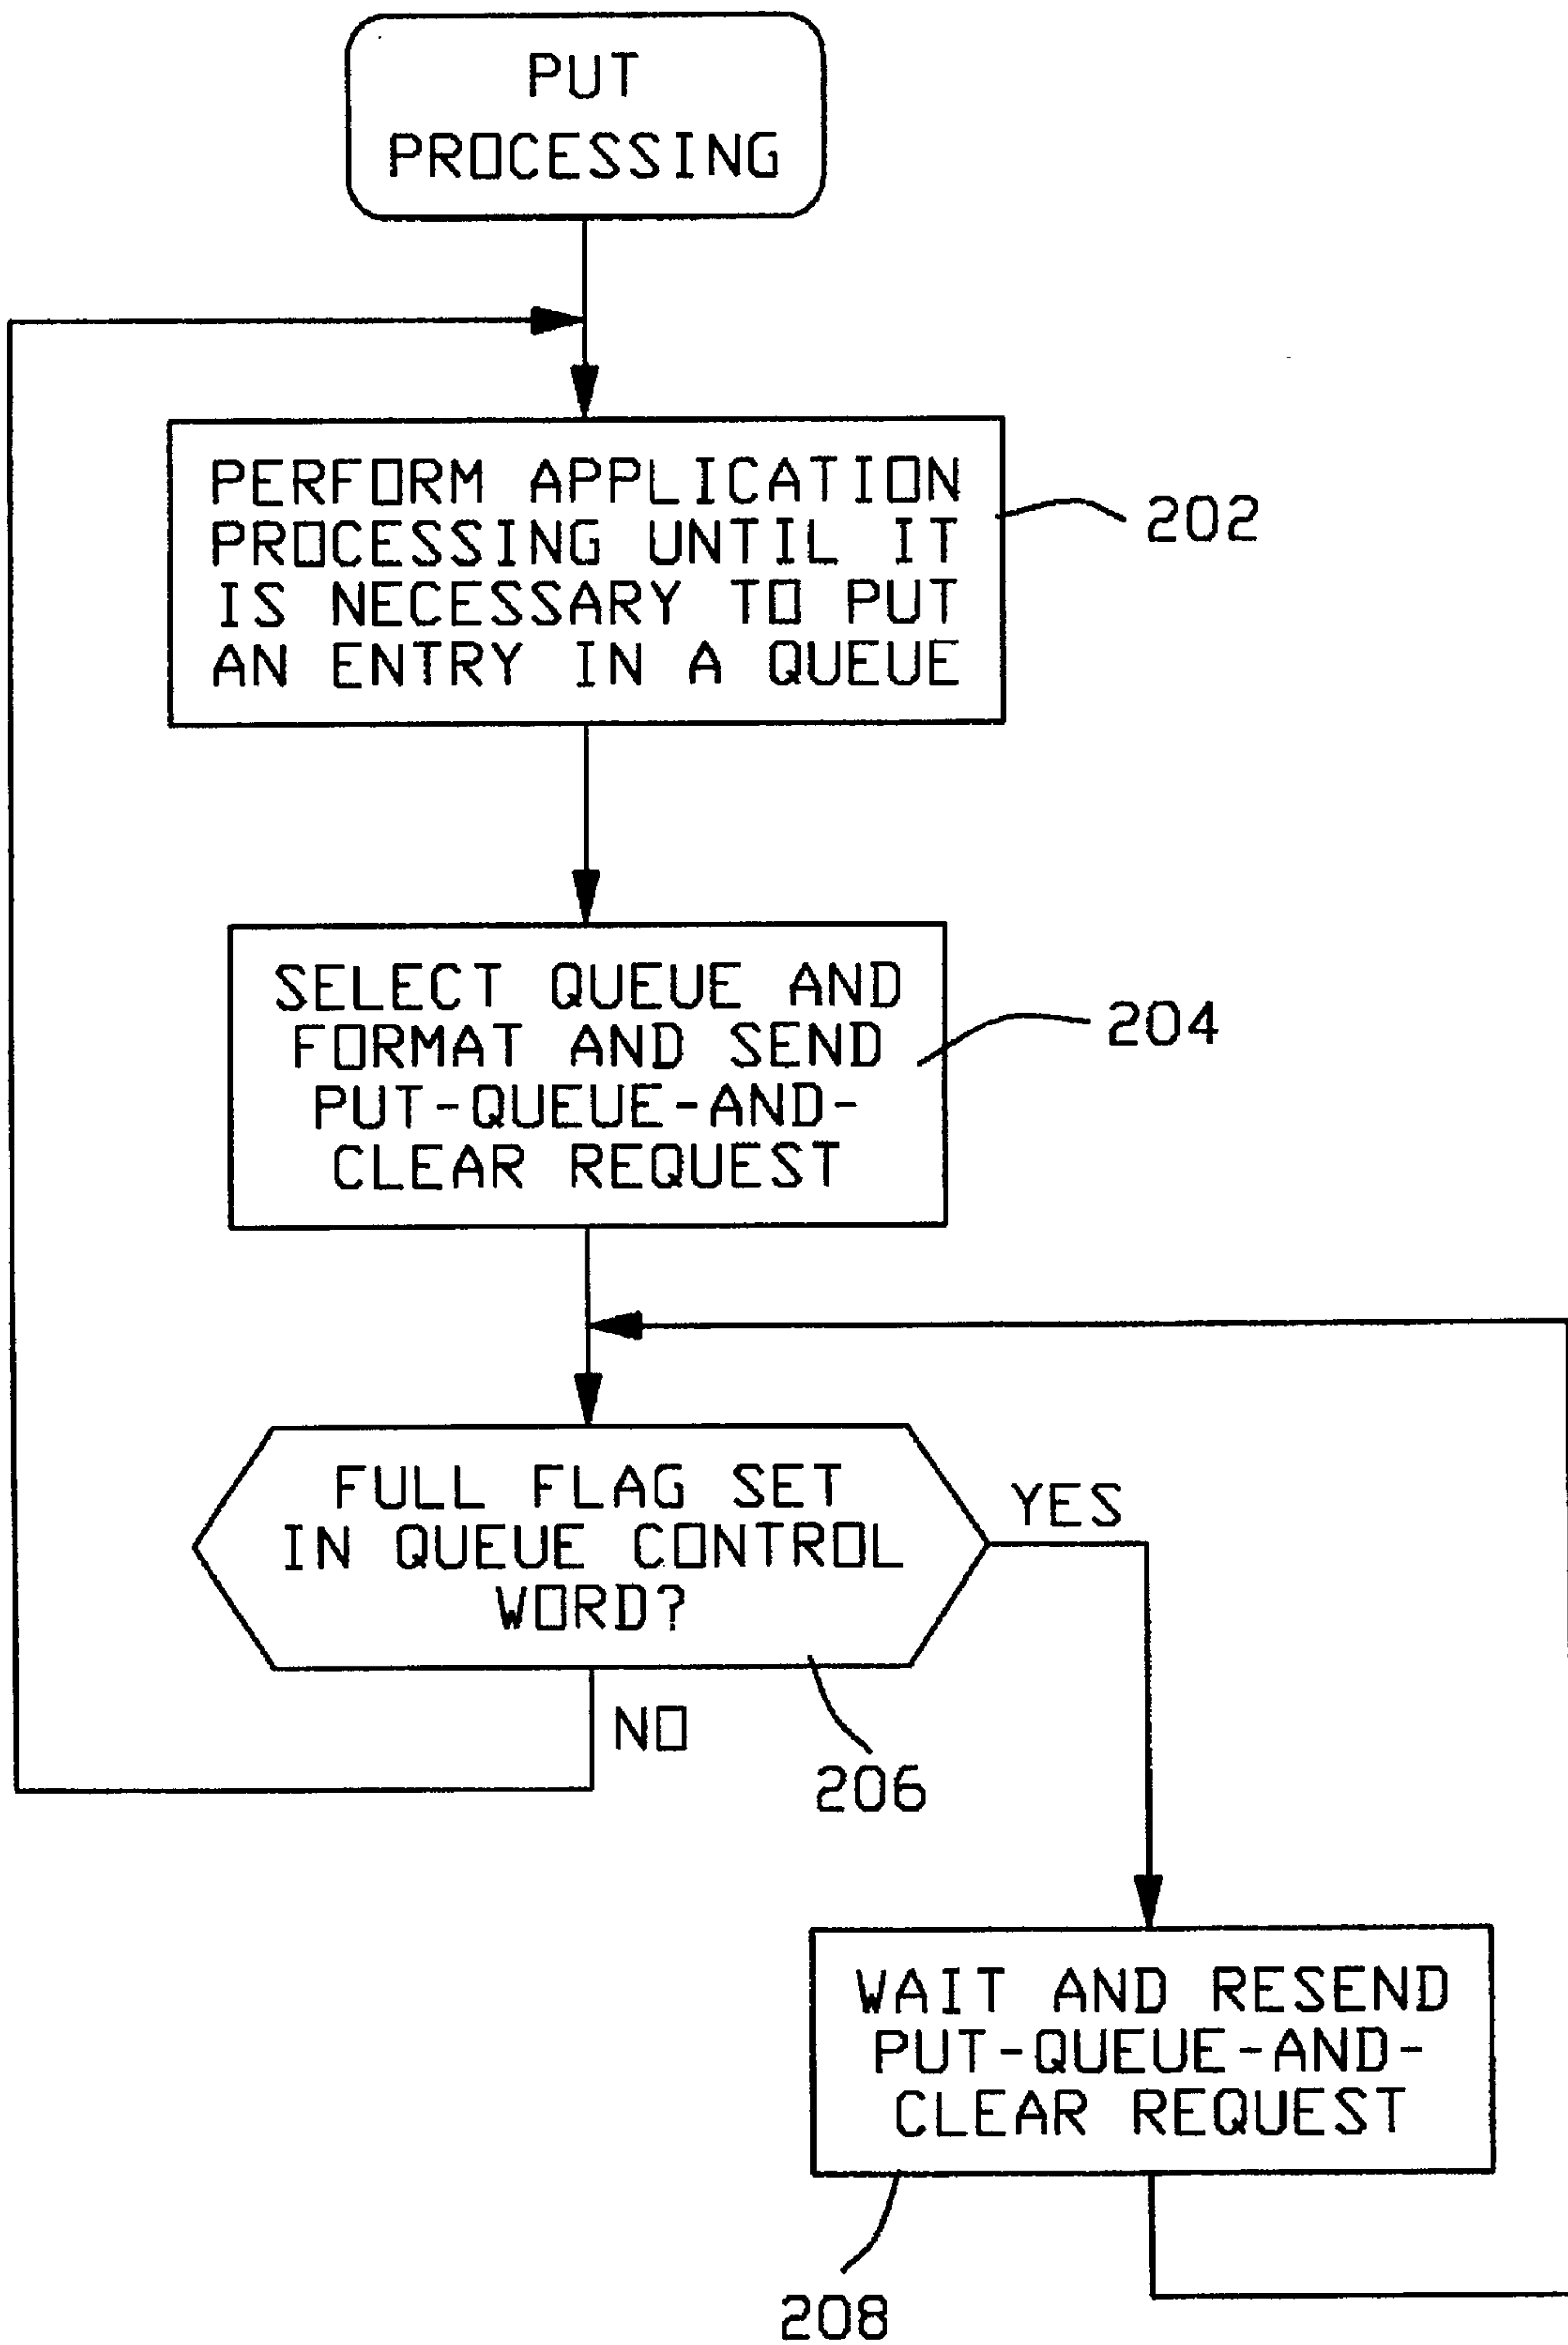 PUT
PROCESSING
PERFORM APPLICATION
PROCESSING UNTIL IT
IS NECESSARY TO PUT
AN ENTRY IN A QUEUE
202
SELECT QUEUE AND
FORMAT AND SEND
PUT-QUEUE-AND-
CLEAR REQUEST
204
FULL FLAG SET
IN QUEUE CONTROL
WORD?
YES
NO
206
WAIT AND RESEND
PUT-QUEUE-AND-
CLEAR REQUEST
208